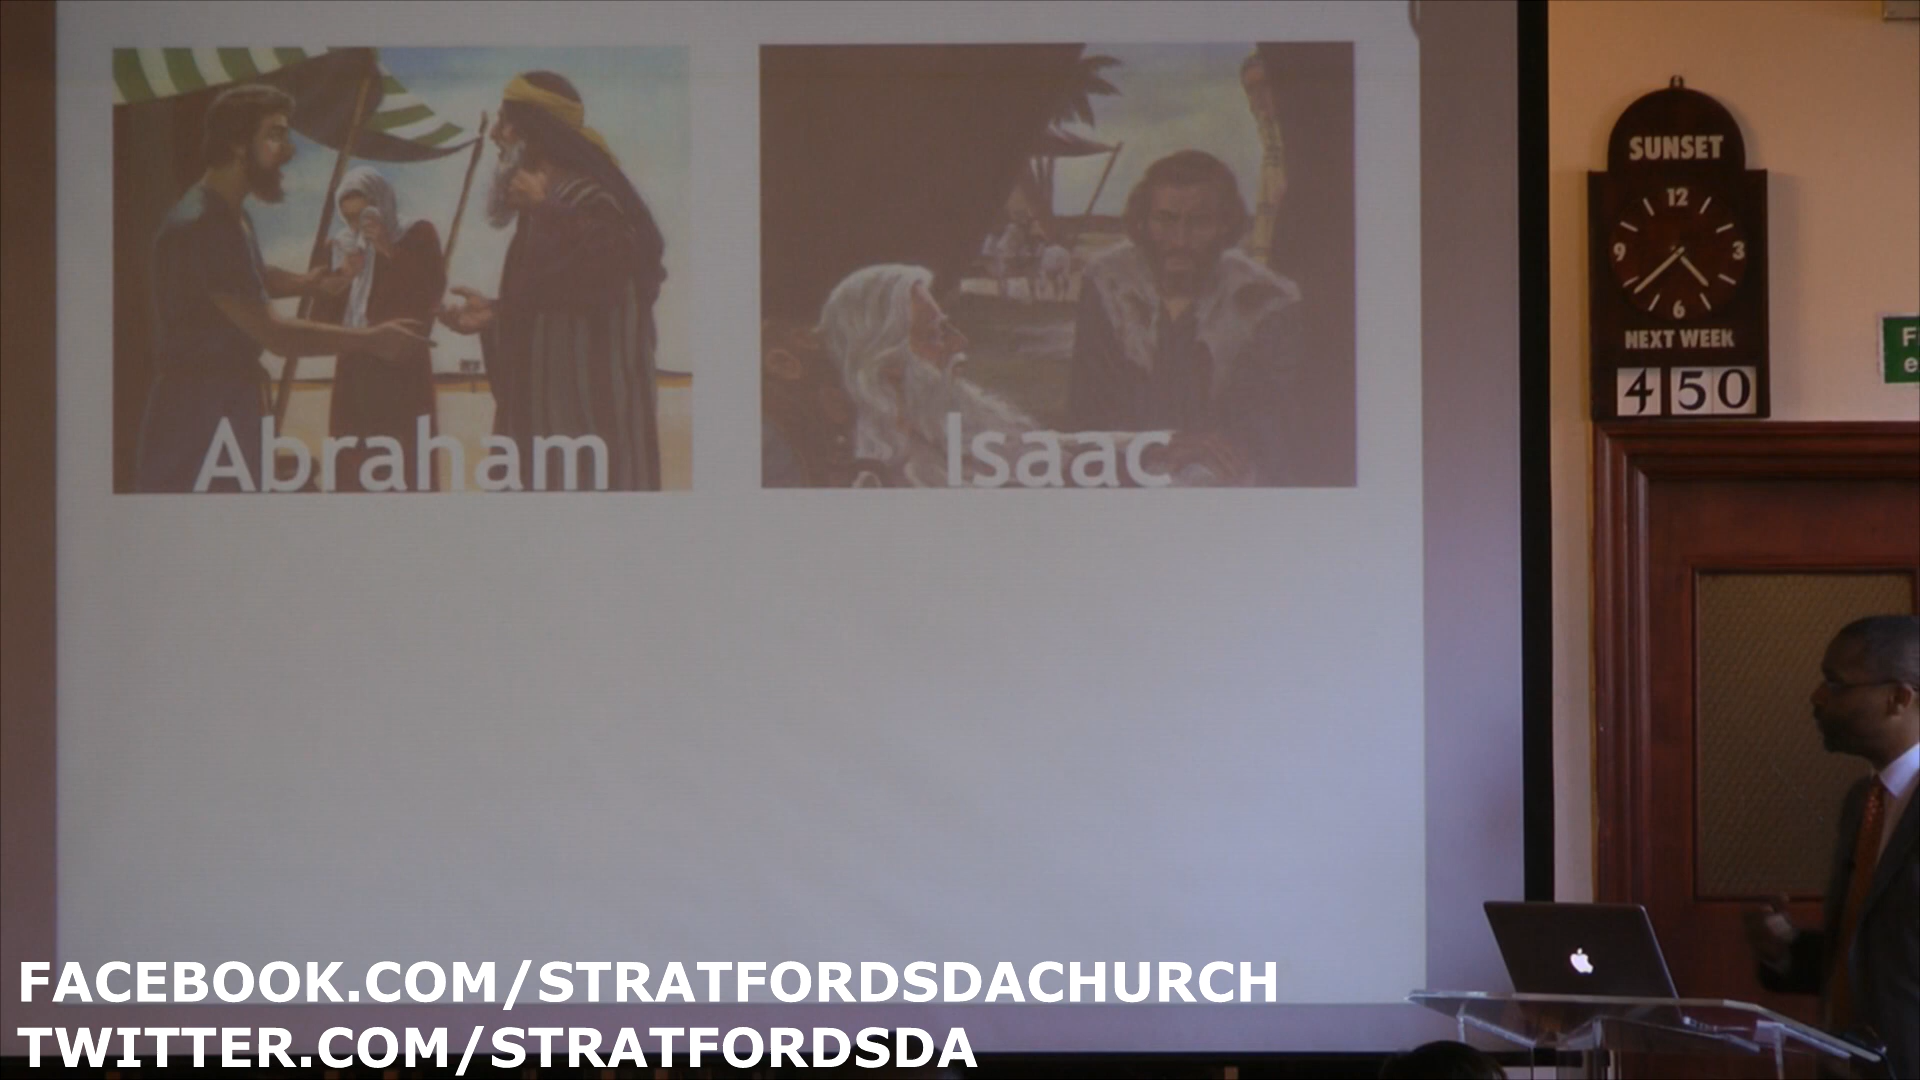 Abraham
Isaac
SUNSET
12
9 3
6
NEXT WEEK
4 50
F
e
FACEBOOK.COM/STRATFORDSDACHURCH
TWITTER.COM/STRATFORDSDA